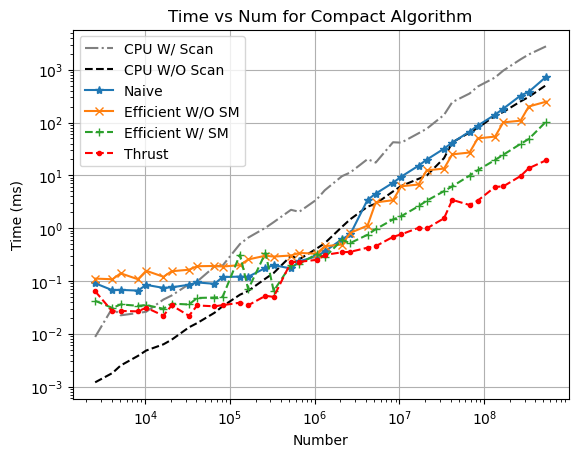 Time vs Num for Compact Algorithm
CPU W/ Scan
CPU W/O Scan
Naive
Efficient W/O SM
Efficient W/ SM
Thrust
Time (ms)
10³
10²
10¹
10⁰
10⁻¹
10⁻²
10⁻³
10⁴ 10⁵ 10⁶ 10⁷ 10⁸
Number